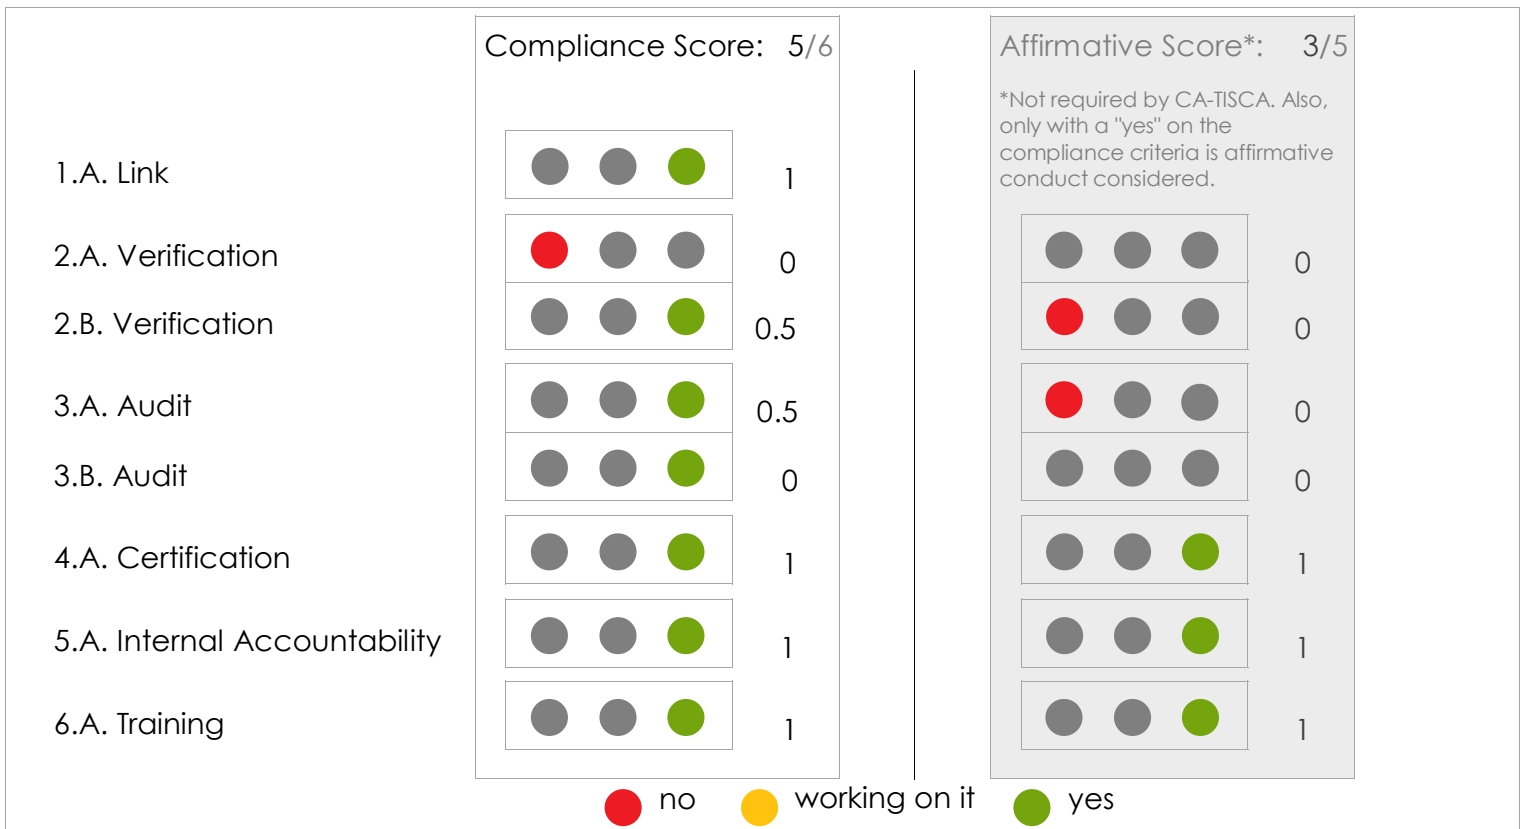 Compliance Score: 5/6
Affirmative Score*: 3/5
*Not required by CA-TISCA. Also,
only with a "yes" on the
compliance criteria is affirmative
conduct considered.
1.A. Link 1
2.A. Verification 0 0
2.B. Verification 0.5 0
3.A. Audit 0.5 0
3.B. Audit 0 0
4.A. Certification 1 1
5.A. Internal Accountability 1 1
6.A. Training 1 1
no working on it yes